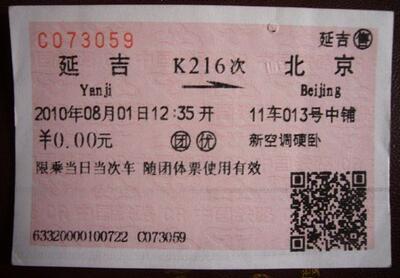 C073059 延吉 售
延吉 K216次 北京
Yanji Beijing
2010年08月01日12:35开 11车013号中铺
¥0.00元 团 优 新空调硬卧
限乘当日当次车 随团体票使用有效
63320000100722 C073059